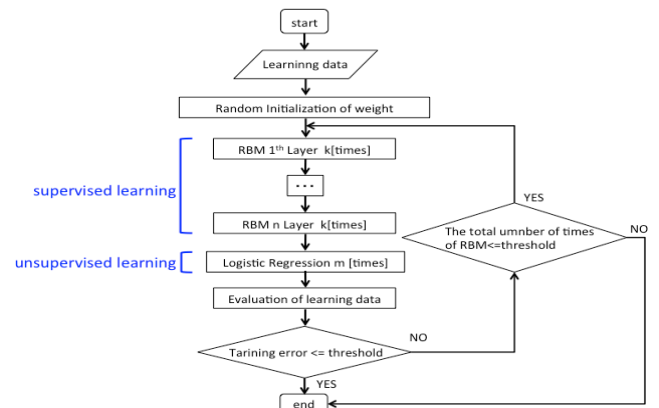 start
Learninng data
Random Initialization of weight
RBM 1th Layer k[times]
...
RBM n Layer k[times]
supervised learning
unsupervised learning
Logistic Regression m [times]
Evaluation of learning data
Tarining error <= threshold
YES
NO
The total umnber of times
of RBM<=threshold
YES
NO
end